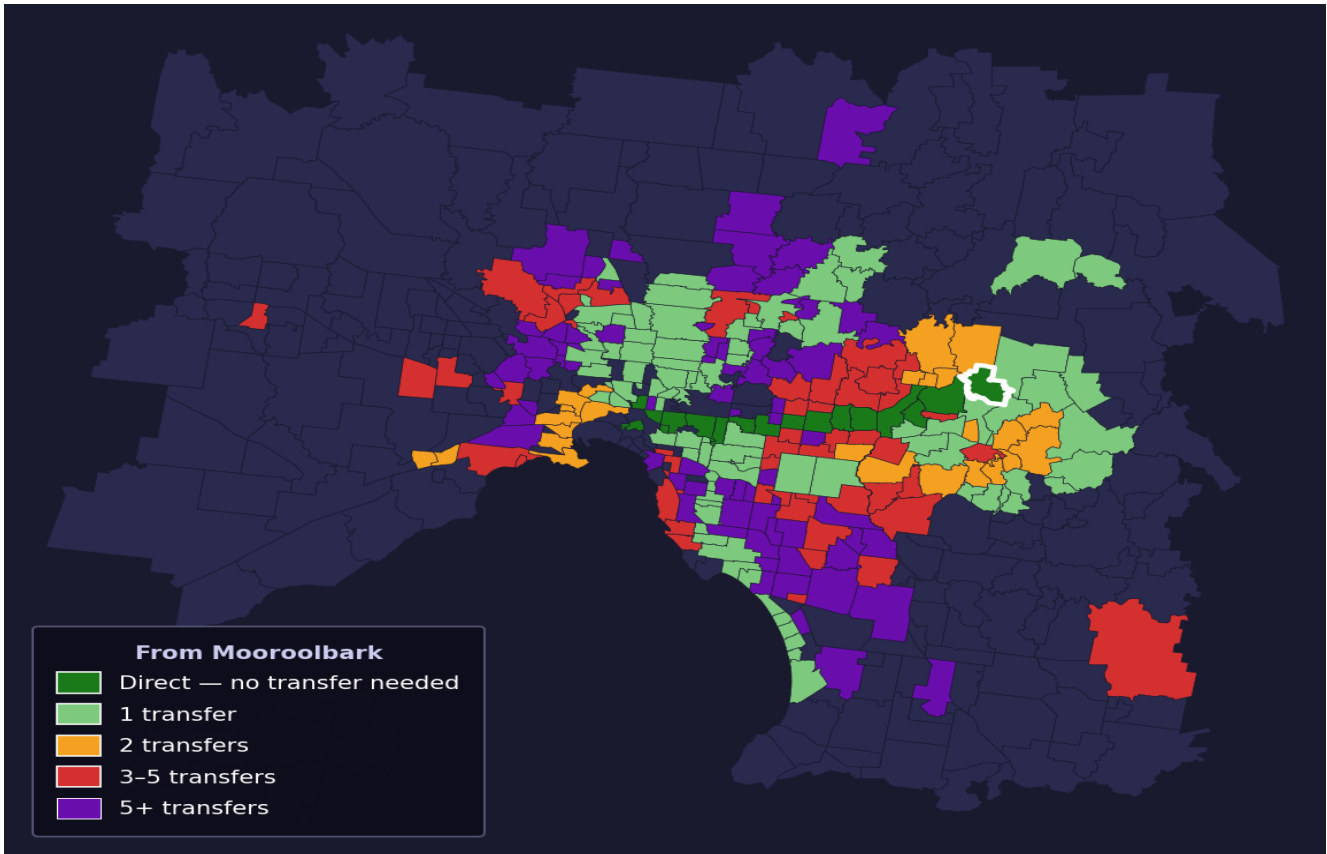 From Mooroolbark
Direct — no transfer needed
1 transfer
2 transfers
3–5 transfers
5+ transfers